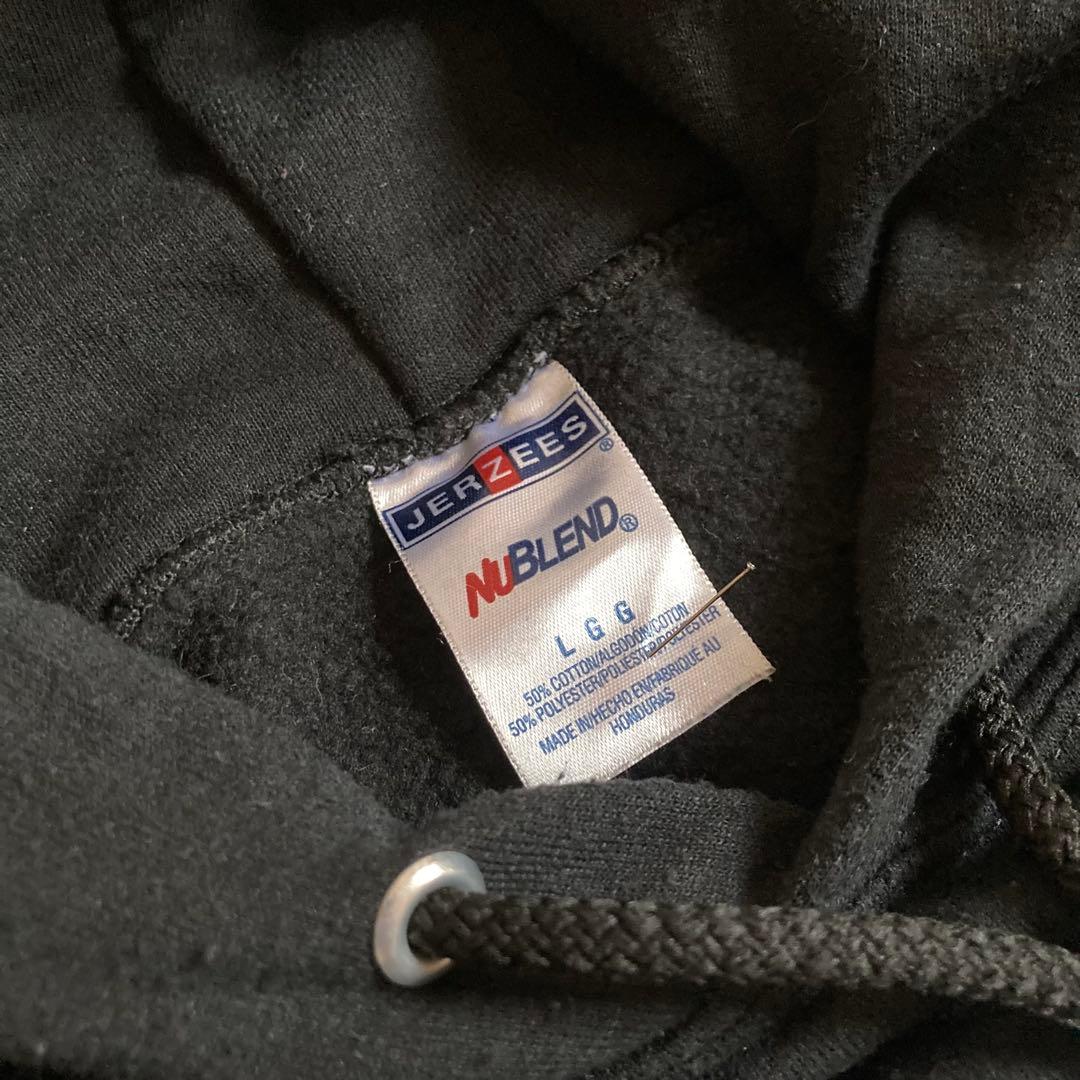 JERZEES®
NUBLEND®
L G G
50% COTTON/ALGODON/COTON
50% POLYESTER/POLIESTER/POLYESTER
MADE IN/HECHO EN/FABRIQUE AU
HONDURAS